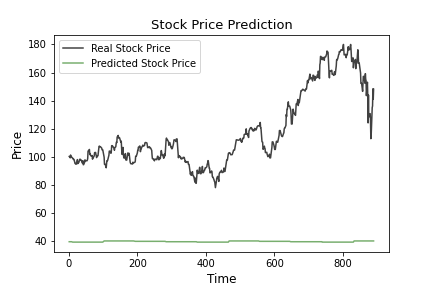 Stock Price Prediction
Real Stock Price
Predicted Stock Price
180
160
140
120
100
80
60
40
Price
0 200 400 600 800
Time